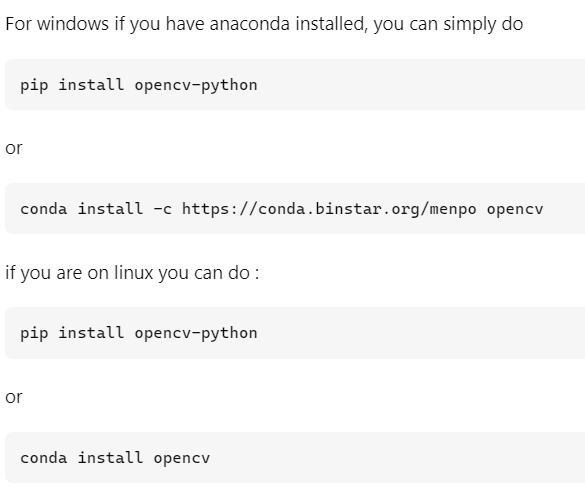 For windows if you have anaconda installed, you can simply do
pip install opencv-python
or
conda install -c https://conda.binstar.org/menpo opencv
if you are on linux you can do :
pip install opencv-python
or
conda install opencv